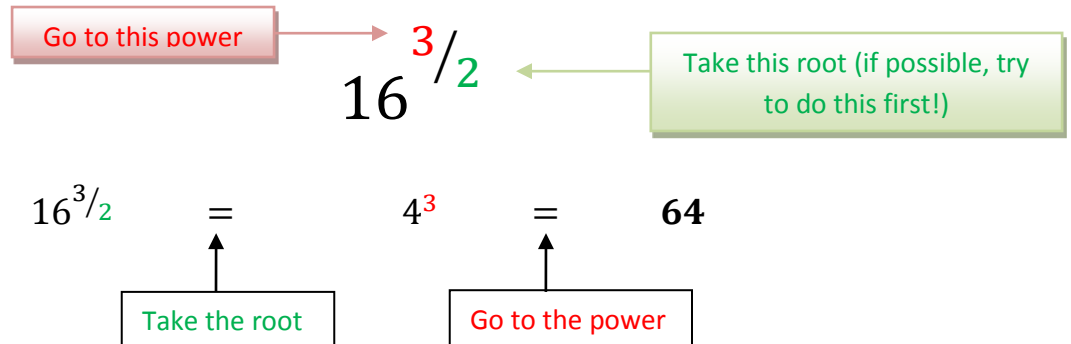 Go to this power
16^3/2
Take this root (if possible, try
to do this first!)
16^3/2 = 4^3 = 64
Take the root
Go to the power